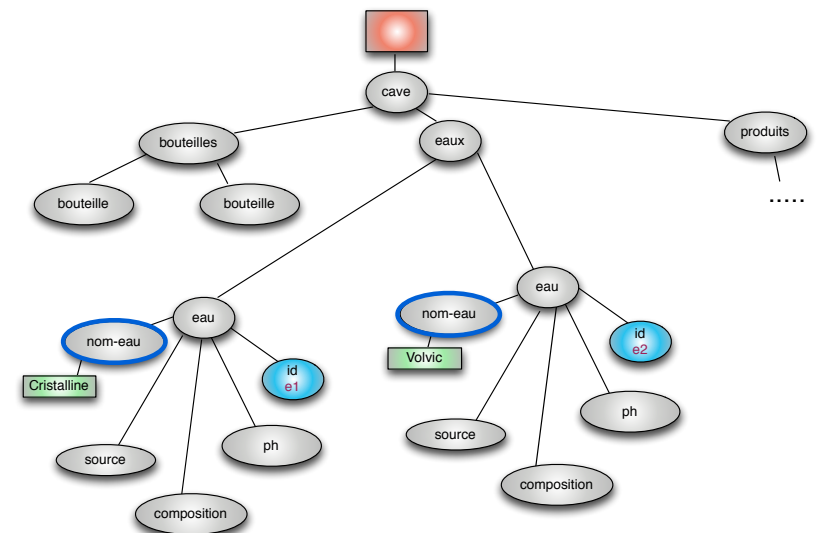 cave
bouteilles
eaux
produits
bouteille
bouteille
.....
eau
eau
nom-eau
nom-eau
id
e1
id
e2
Cristalline
Volvic
source
composition
ph
source
composition
ph